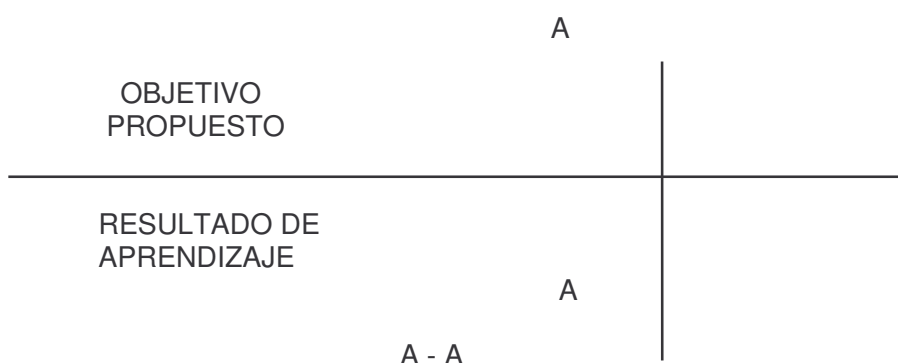 A
OBJETIVO
PROPUESTO
RESULTADO DE
APRENDIZAJE
A
A - A